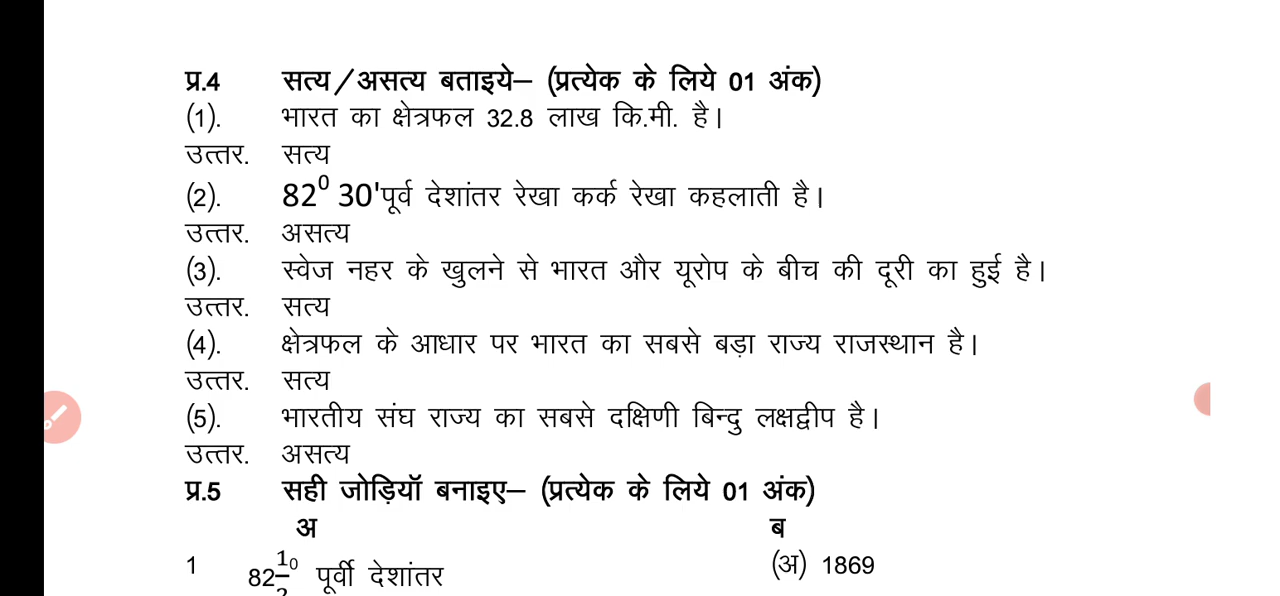 प्र.4 सत्य/असत्य बताइये– (प्रत्येक के लिये 01 अंक)
(1). भारत का क्षेत्रफल 32.8 लाख कि.मी. है।
उत्तर. सत्य
(2). 82⁰ 30'पूर्व देशांतर रेखा कर्क रेखा कहलाती है।
उत्तर. असत्य
(3). स्वेज नहर के खुलने से भारत और यूरोप के बीच की दूरी का हुई है।
उत्तर. सत्य
(4). क्षेत्रफल के आधार पर भारत का सबसे बड़ा राज्य राजस्थान है।
उत्तर. सत्य
(5). भारतीय संघ राज्य का सबसे दक्षिणी बिन्दु लक्षद्वीप है।
उत्तर. असत्य
प्र.5 सही जोड़ियॉ बनाइए– (प्रत्येक के लिये 01 अंक)
अ ब
1 82½⁰ पूर्वी देशांतर (अ) 1869